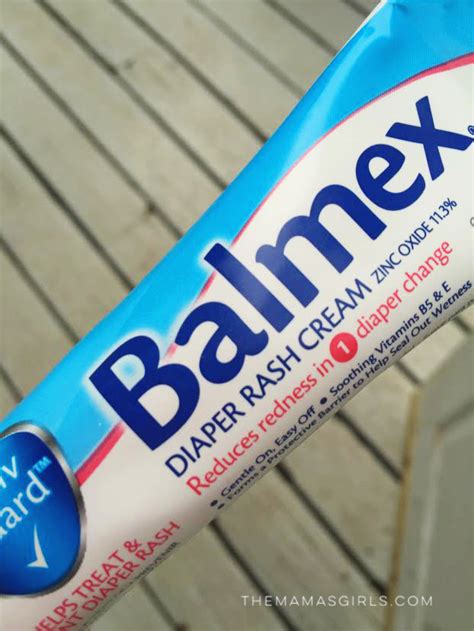 Balmex®
DIAPER RASH CREAM ZINC OXIDE 11.3%
Reduces redness in 1 diaper change
• Gentle On, Easy Off • Soothing Vitamins B5 & E
• Forms a Protective Barrier to Help Seal Out Wetness
™
HELPS TREAT &
DIAPER RASH
THEMAMASGIRLS.COM